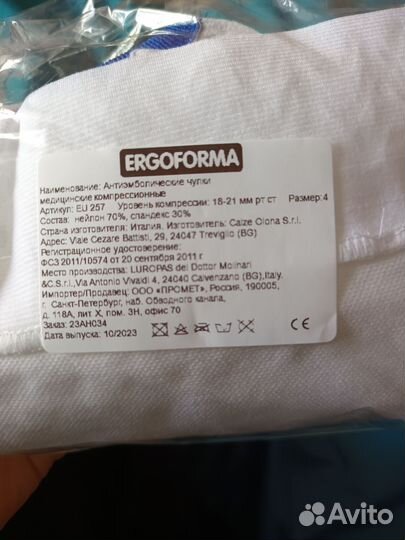 ERGOFORMA
Наименование: Антиэмболические чулки
медицинские компрессионные
Артикул: EU 257 Уровень компрессии: 18-21 мм рт ст Размер:4
Состав: нейлон 70%, спандекс 30%
Страна изготовителя: Италия. Изготовитель: Calze Olona S.r.l.
Адрес: Viale Cezare Battisti, 29, 24047 Treviglio (BG)
Регистрационное удостоверение:
ФСЗ 2011/10574 от 20 сентября 2011 г
Место производства: LUROPAS dei Dottor Molinari
&C.S.r.l.,Via Antonio Vivaldi 4, 24040 Calvenzano (BG),Italy.
Импортер/Продавец: ООО «ПРОМЕТ», Россия, 190005,
г. Санкт-Петербург, наб. Обводного канала,
д. 118А, лит Х, пом. 3Н, офис 70
Заказ: 23АН034
Дата выпуска: 10/2023
CE
Avito